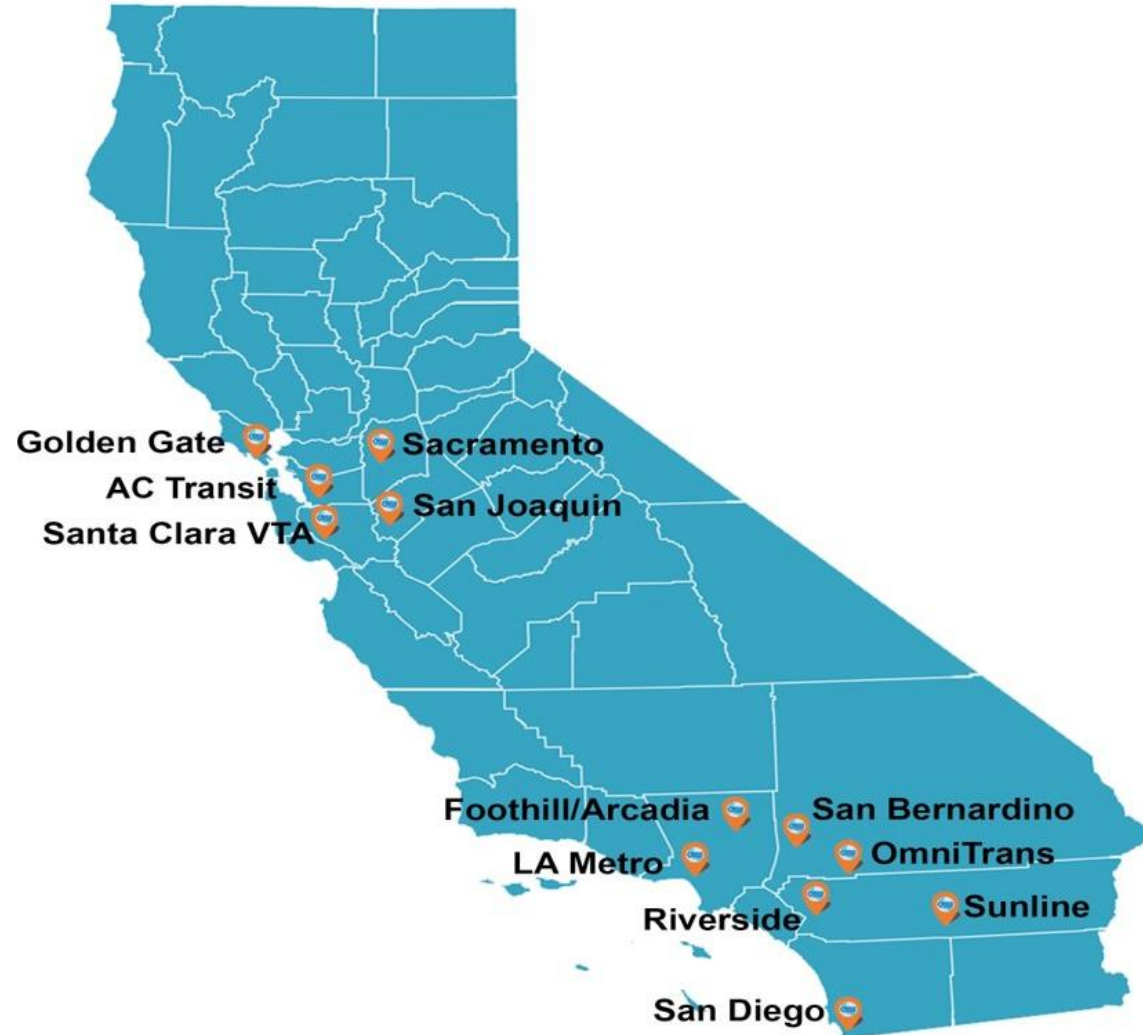 Golden Gate
Sacramento
AC Transit
San Joaquin
Santa Clara VTA
Foothill/Arcadia
San Bernardino
LA Metro
OmniTrans
Riverside
Sunline
San Diego